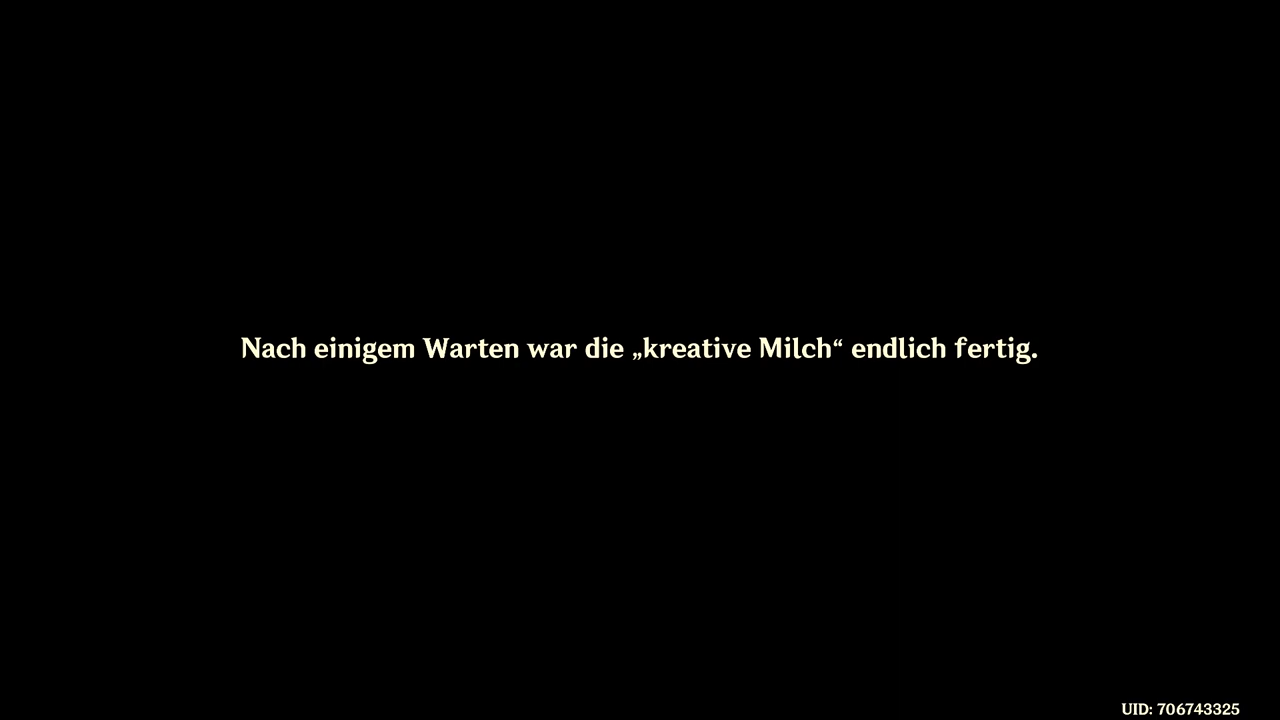 Nach einigem Warten war die „kreative Milch“ endlich fertig.
UID: 706743325